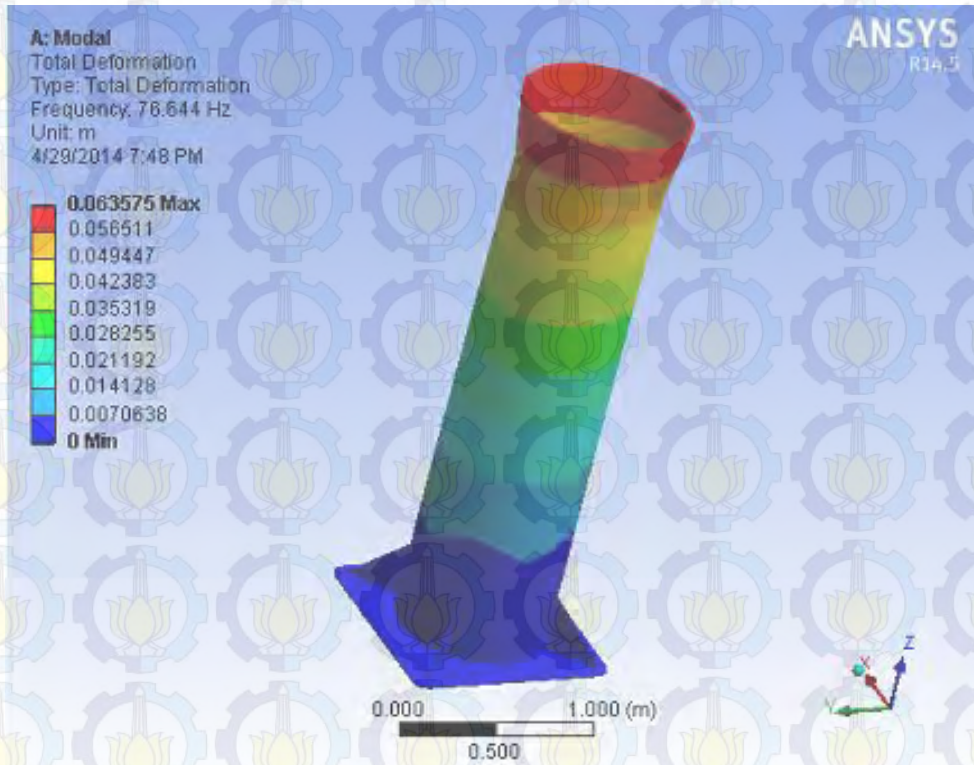 A: Modal
Total Deformation
Type: Total Deformation
Frequency: 76.644 Hz
Unit: m
4/29/2014 7:48 PM
ANSYS
R14.5
0.063575 Max
0.056511
0.049447
0.042383
0.035319
0.028255
0.021192
0.014128
0.0070638
0 Min
Z
X
Y
0.000 1.000 (m)
0.500